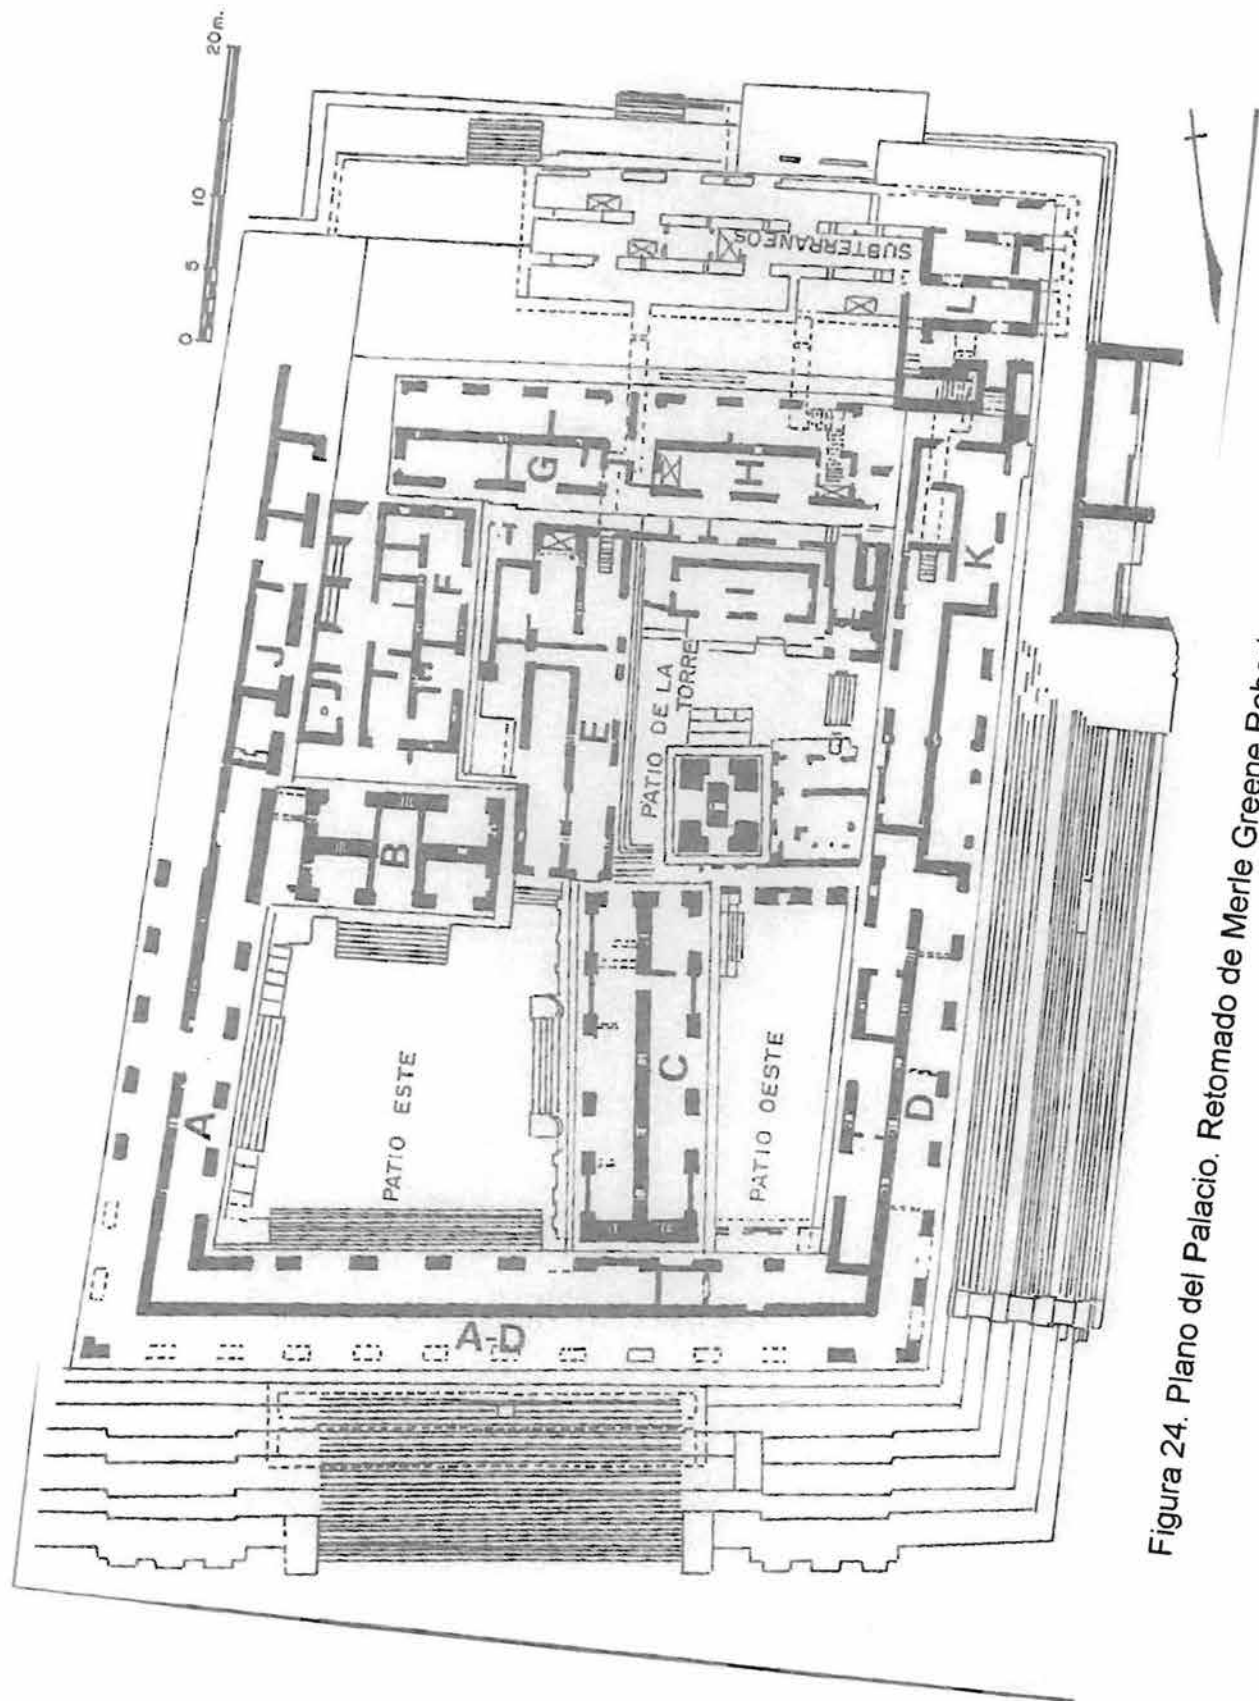 0 5 10 20 m.
SUBTERRANEOS
L
G
H
J
J
F
E
I
K
PATIO DE LA
TORRE
B
A
PATIO ESTE
C
PATIO OESTE
D
A-D
Figura 24. Plano del Palacio. Retomado de Merle Greene